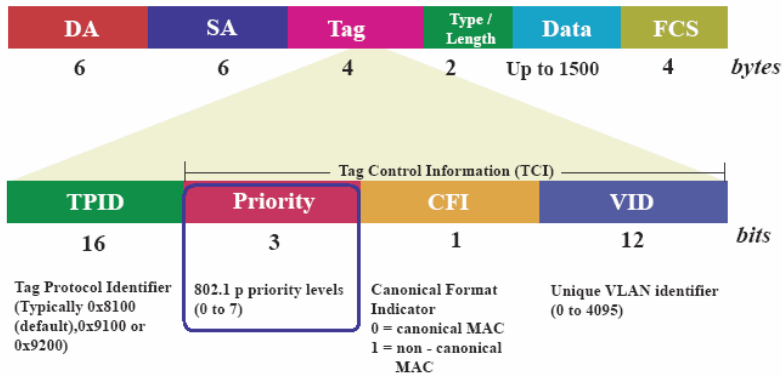 DA SA Tag Type / Length Data FCS
6 6 4 2 Up to 1500 4 bytes
Tag Control Information (TCI)
TPID Priority CFI VID
16 3 1 12 bits
Tag Protocol Identifier
(Typically 0x8100
(default),0x9100 or
0x9200)
802.1 p priority levels
(0 to 7)
Canonical Format
Indicator
0 = canonical MAC
1 = non - canonical
MAC
Unique VLAN identifier
(0 to 4095)